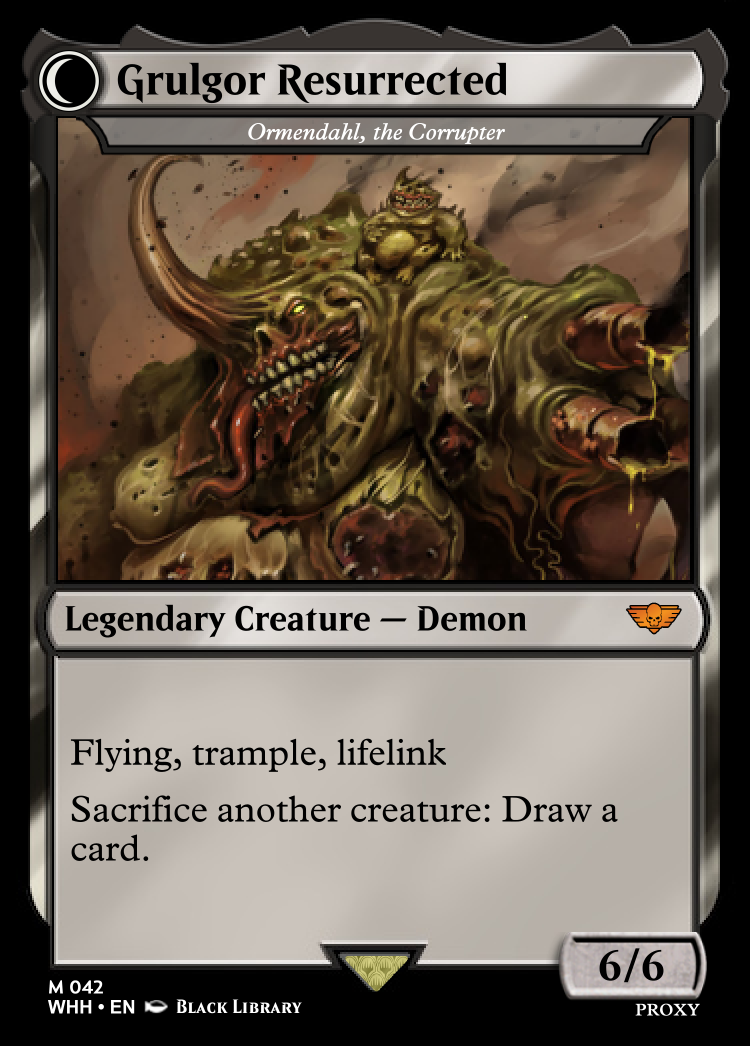 Grulgor Resurrected
Ormendahl, the Corrupter
Legendary Creature — Demon
Flying, trample, lifelink
Sacrifice another creature: Draw a
card.
6/6
M 042
WHH • EN Black Library
PROXY